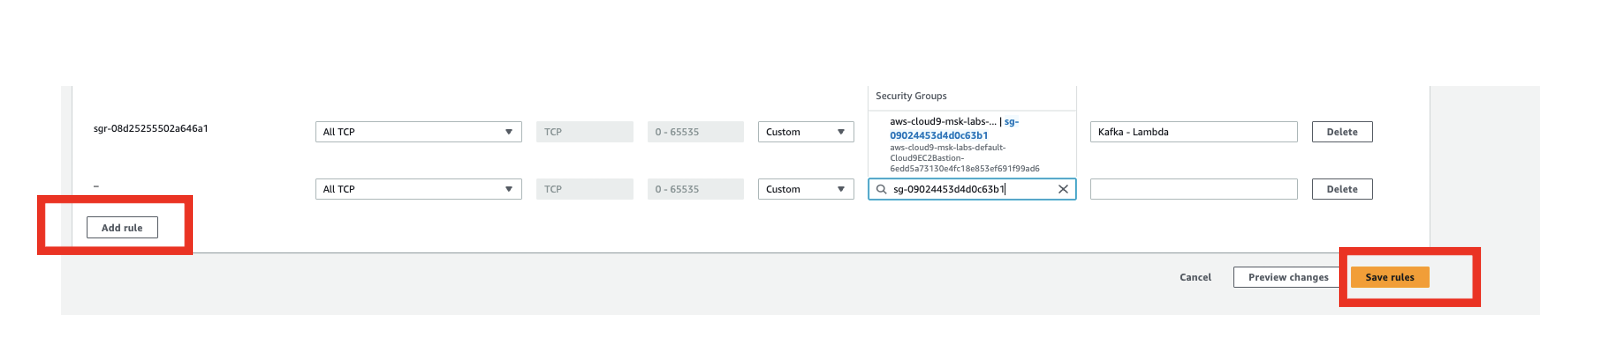 Security Groups
aws-cloud9-msk-labs-... | sg-
09024453d4d0c63b1
aws-cloud9-msk-labs-default-
Cloud9EC2Bastion-
6edd5a73130e4fc18e853ef691f99ad6
sgr-08d25255502a646a1
All TCP
TCP
0 - 65535
Custom
Kafka - Lambda
Delete
–
All TCP
TCP
0 - 65535
Custom
sg-09024453d4d0c63b1
Delete
Add rule
Cancel
Preview changes
Save rules